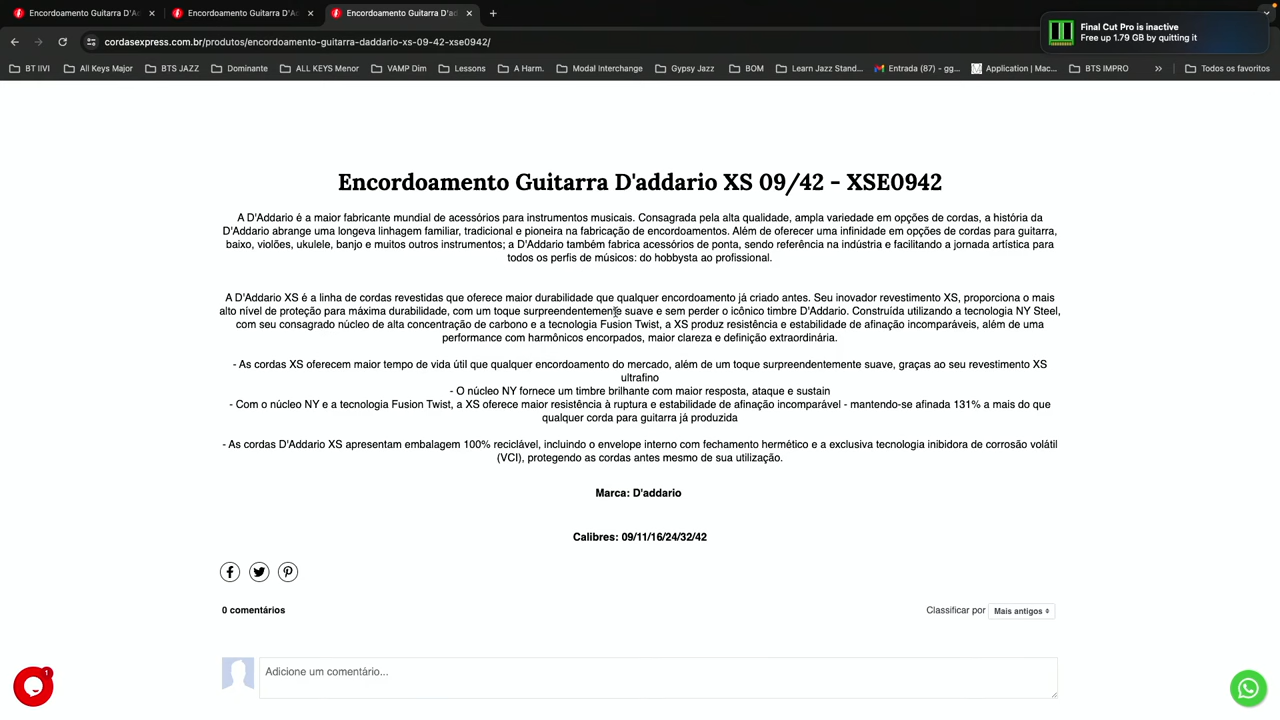 Encordoamento Guitarra D'A
Encordoamento Guitarra D'A
Encordoamento Guitarra D'ad
cordasexpress.com.br/produtos/encordoamento-guitarra-daddario-xs-09-42-xse0942/
Final Cut Pro is inactive
Free up 1.79 GB by quitting it
BT IIVI
All Keys Major
BTS JAZZ
Dominante
ALL KEYS Menor
VAMP Dim
Lessons
A Harm.
Modal Interchange
Gypsy Jazz
BOM
Learn Jazz Stand...
Entrada (87) - gg...
Application | Mac...
BTS IMPRO
Todos os favoritos
Encordoamento Guitarra D'addario XS 09/42 - XSE0942
A D'Addario é a maior fabricante mundial de acessórios para instrumentos musicais. Consagrada pela alta qualidade, ampla variedade em opções de cordas, a história da
D'Addario abrange uma longeva linhagem familiar, tradicional e pioneira na fabricação de encordoamentos. Além de oferecer uma infinidade em opções de cordas para guitarra,
baixo, violões, ukulele, banjo e muitos outros instrumentos; a D'Addario também fabrica acessórios de ponta, sendo referência na indústria e facilitando a jornada artística para
todos os perfis de músicos: do hobbysta ao profissional.
A D'Addario XS é a linha de cordas revestidas que oferece maior durabilidade que qualquer encordoamento já criado antes. Seu inovador revestimento XS, proporciona o mais
alto nível de proteção para máxima durabilidade, com um toque surpreendentemente suave e sem perder o icônico timbre D'Addario. Construída utilizando a tecnologia NY Steel,
com seu consagrado núcleo de alta concentração de carbono e a tecnologia Fusion Twist, a XS produz resistência e estabilidade de afinação incomparáveis, além de uma
performance com harmônicos encorpados, maior clareza e definição extraordinária.
- As cordas XS oferecem maior tempo de vida útil que qualquer encordoamento do mercado, além de um toque surpreendentemente suave, graças ao seu revestimento XS
ultrafino
- O núcleo NY fornece um timbre brilhante com maior resposta, ataque e sustain
- Com o núcleo NY e a tecnologia Fusion Twist, a XS oferece maior resistência à ruptura e estabilidade de afinação incomparável - mantendo-se afinada 131% a mais do que
qualquer corda para guitarra já produzida
- As cordas D'Addario XS apresentam embalagem 100% reciclável, incluindo o envelope interno com fechamento hermético e a exclusiva tecnologia inibidora de corrosão volátil
(VCI), protegendo as cordas antes mesmo de sua utilização.
Marca: D'addario
Calibres: 09/11/16/24/32/42
0 comentários
Classificar por
Mais antigos
Adicione um comentário...
1